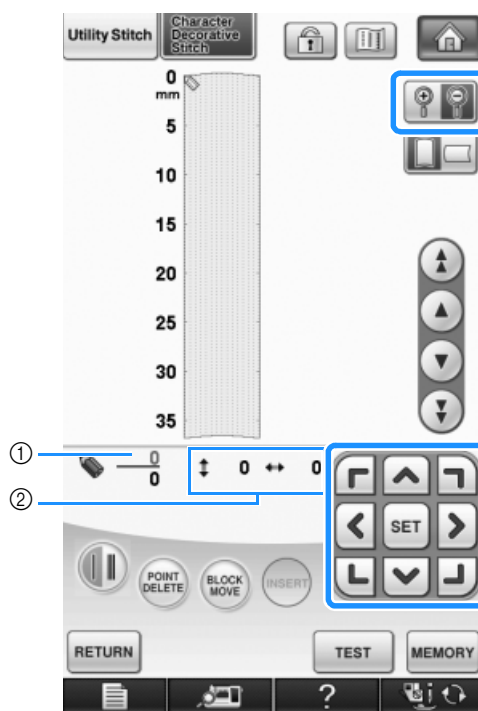 Utility Stitch
Character
Decorative
Stitch
0
mm
5
10
15
20
25
30
35
①
0
0
0
0
②
SET
POINT
DELETE
BLOCK
MOVE
INSERT
RETURN
TEST
MEMORY
?